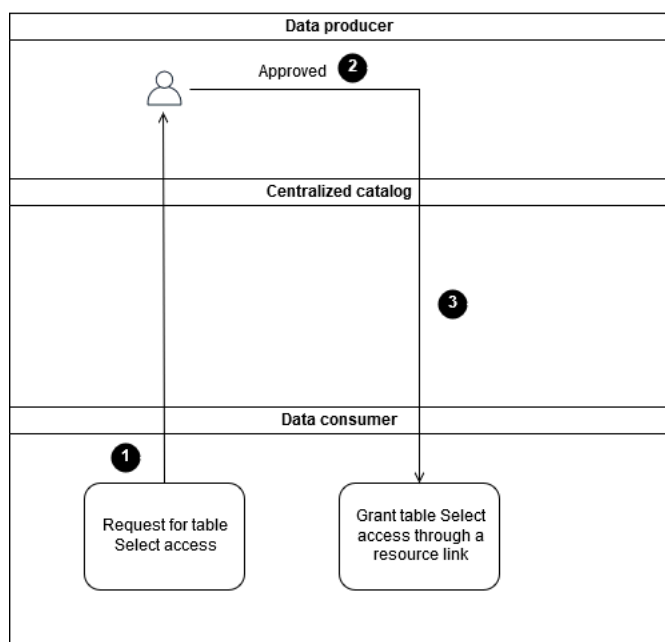 Data producer
Approved 2
Centralized catalog
3
Data consumer
1
Request for table
Select access
Grant table Select
access through a
resource link